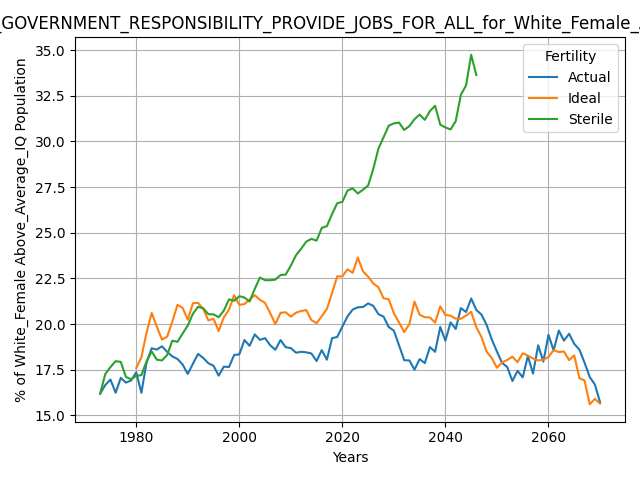 _GOVERNMENT_RESPONSIBILITY_PROVIDE_JOBS_FOR_ALL_for_White_Female_
Fertility
Actual
Ideal
Sterile
% of White_Female Above_Average_IQ Population
35.0
32.5
30.0
27.5
25.0
22.5
20.0
17.5
15.0
1980 2000 2020 2040 2060
Years